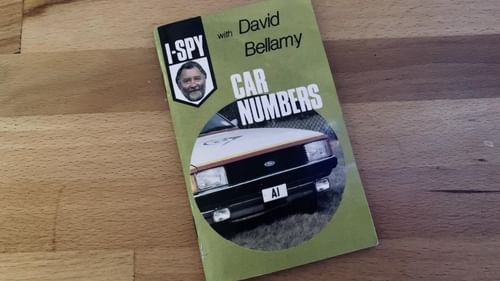 I-SPY
with David
Bellamy
CAR
NUMBERS
A1